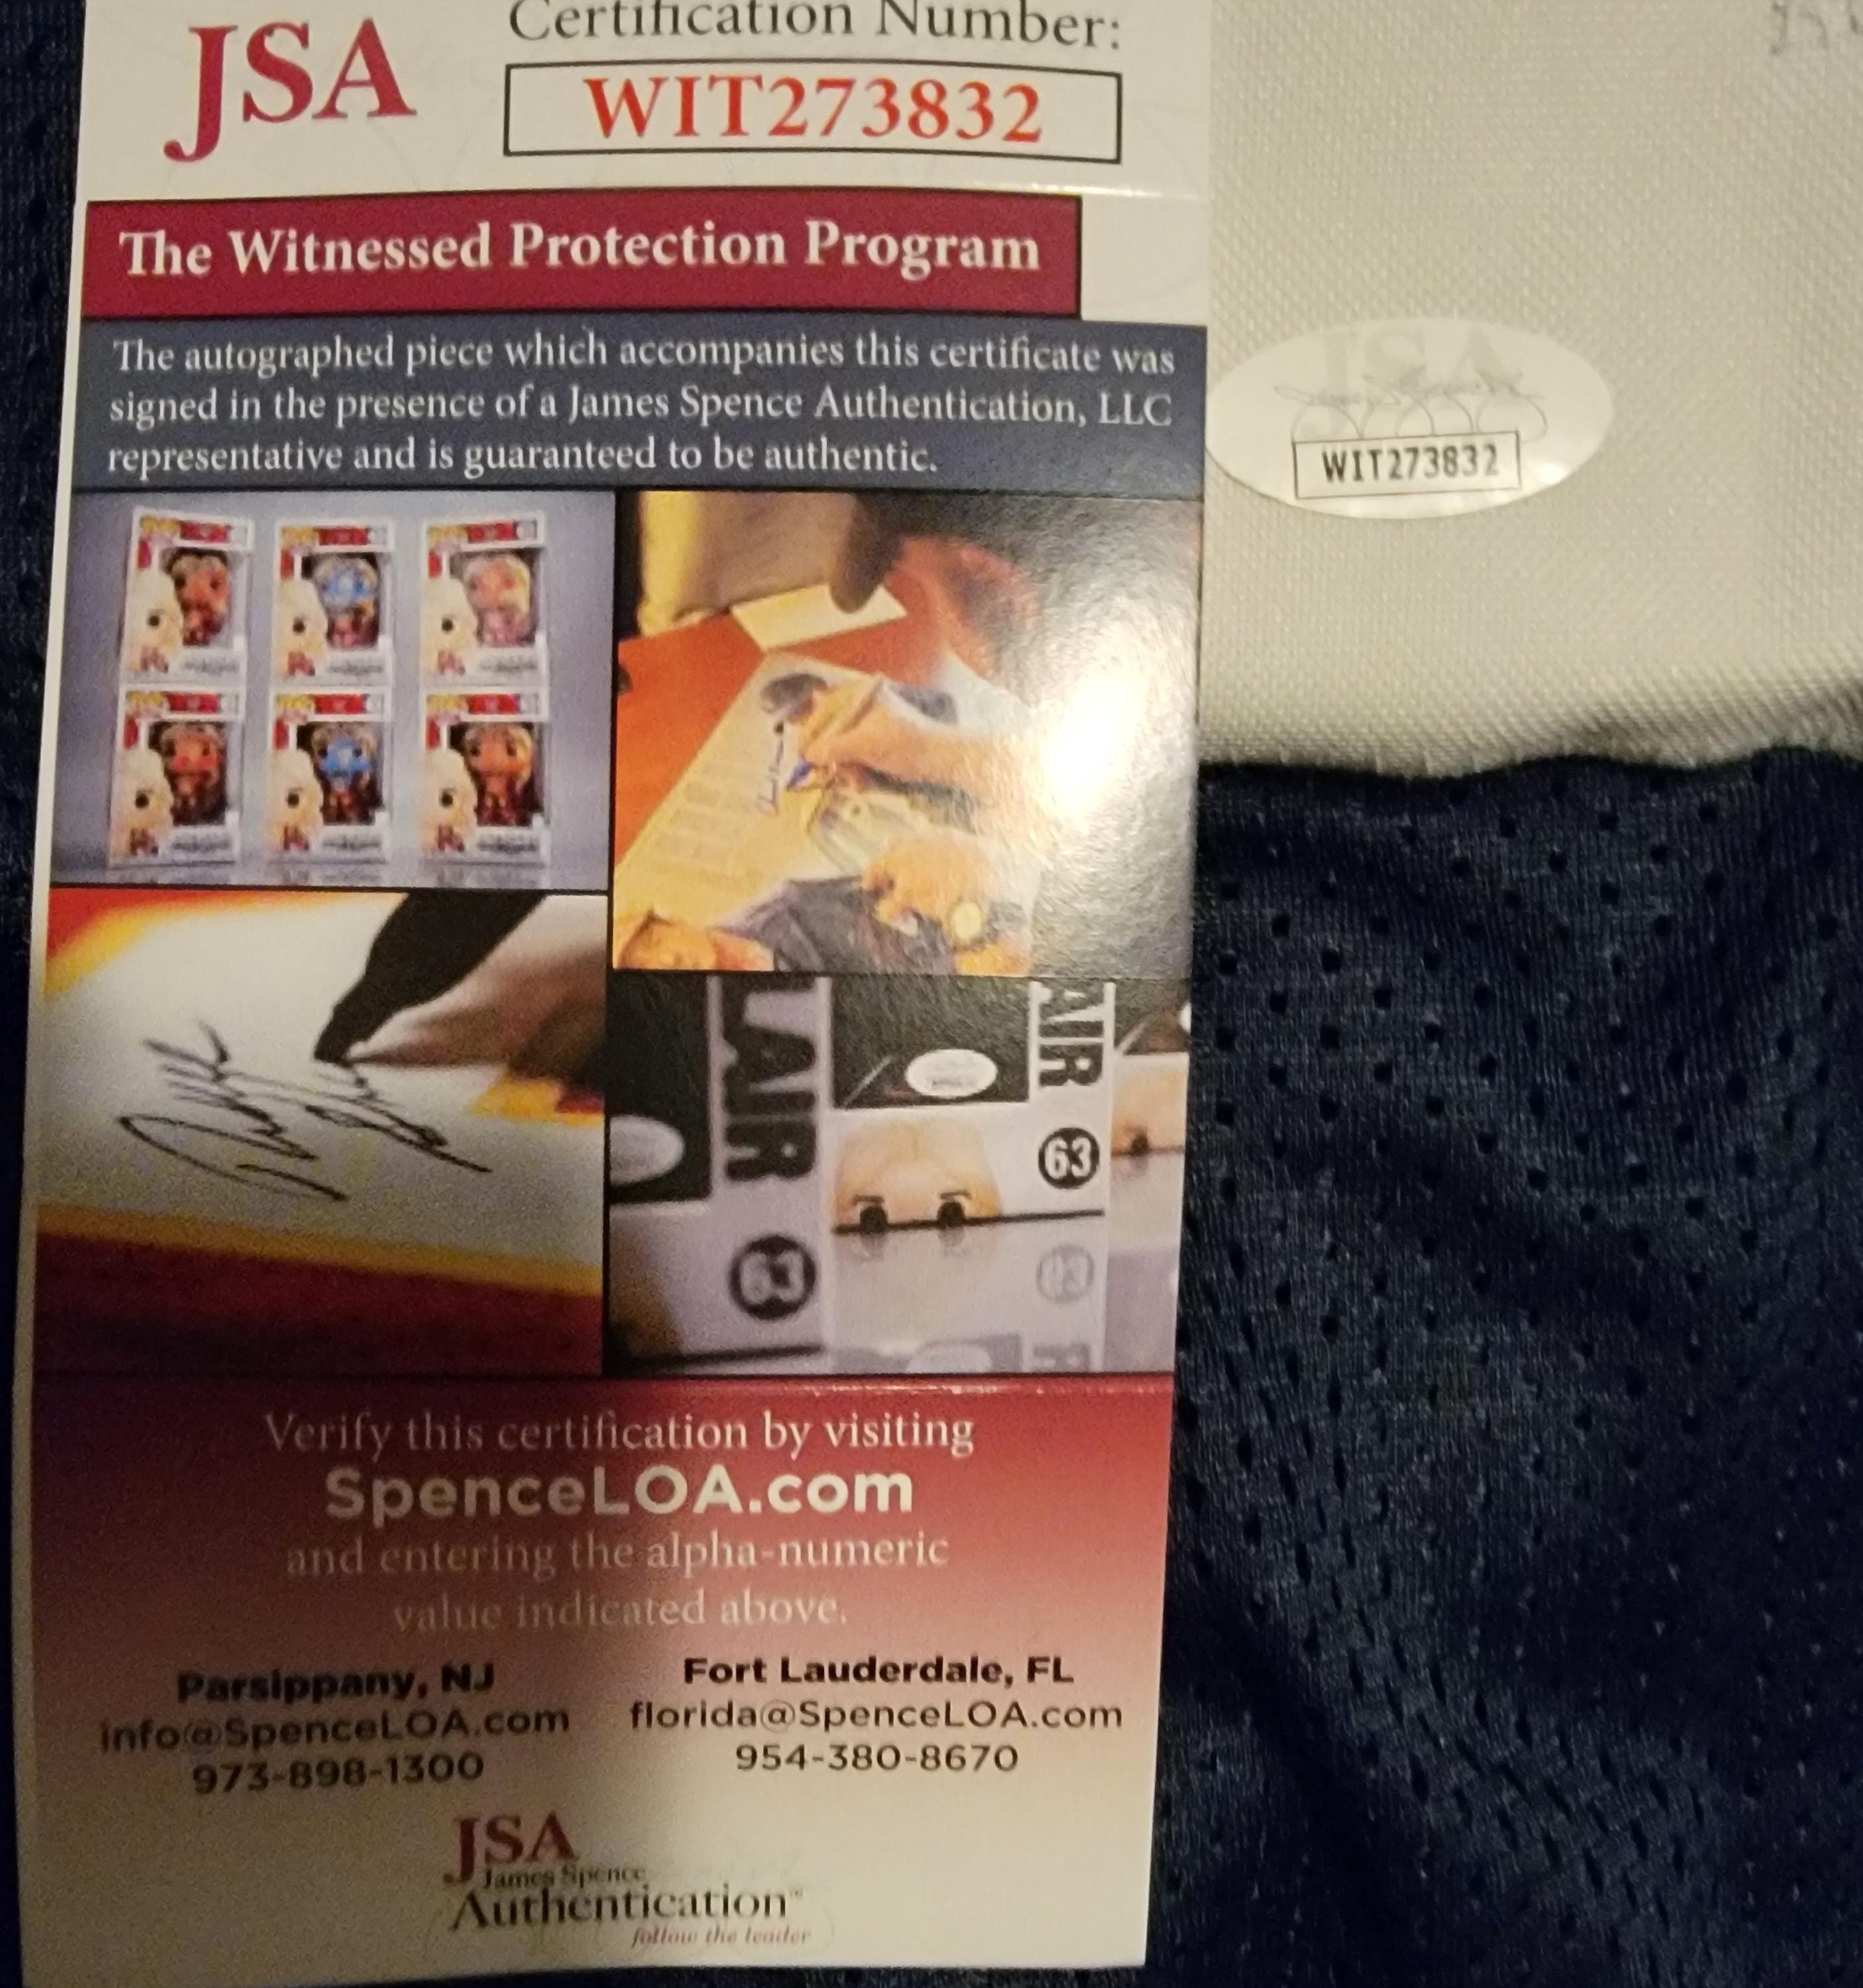 JSA
Certification Number:
WIT273832
The Witnessed Protection Program
The autographed piece which accompanies this certificate was
signed in the presence of a James Spence Authentication, LLC
representative and is guaranteed to be authentic.
JSA
WIT273832
LAIR
63
AIR
63
Verify this certification by visiting
SpenceLOA.com
and entering the alpha-numeric
value indicated above.
Parsippany, NJ
info@SpenceLOA.com
973-898-1300
Fort Lauderdale, FL
florida@SpenceLOA.com
954-380-8670
JSA
James Spence
Authentication™
follow the leader